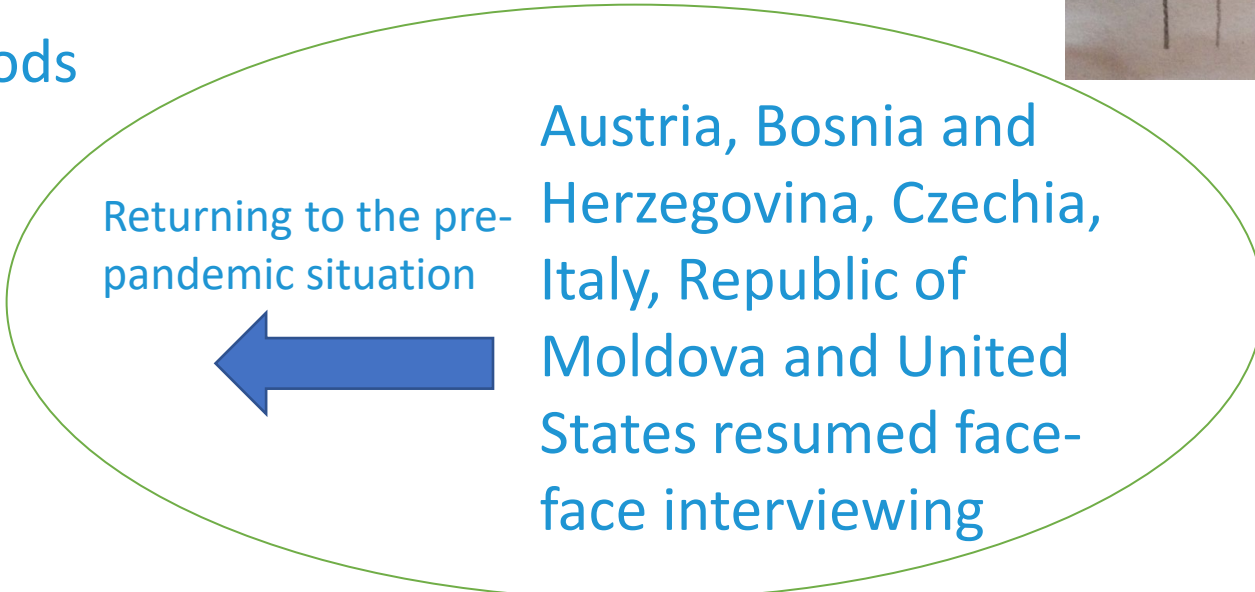 ods
Returning to the pre-
pandemic situation
Austria, Bosnia and
Herzegovina, Czechia,
Italy, Republic of
Moldova and United
States resumed face-
face interviewing